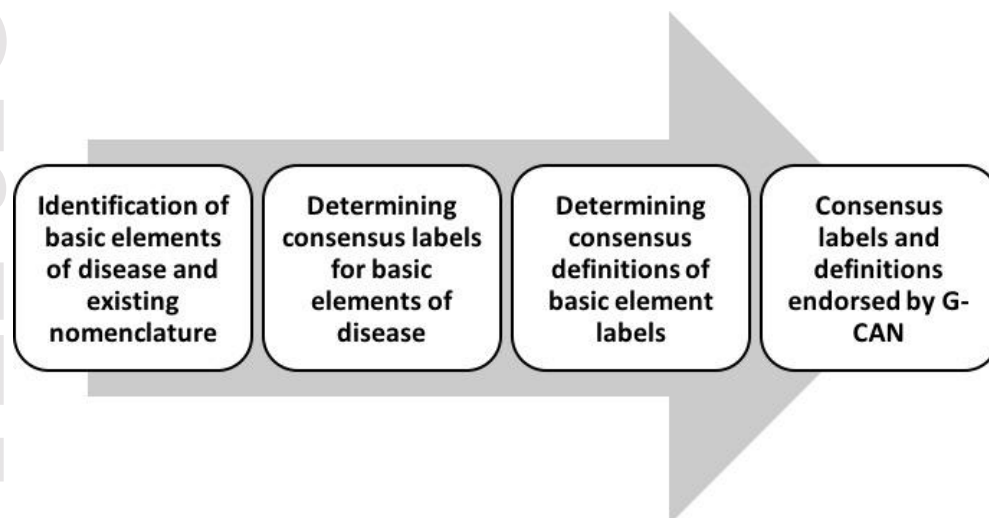 Identification of
basic elements
of disease and
existing
nomenclature
Determining
consensus labels
for basic
elements of
disease
Determining
consensus
definitions of
basic element
labels
Consensus
labels and
definitions
endorsed by G-
CAN